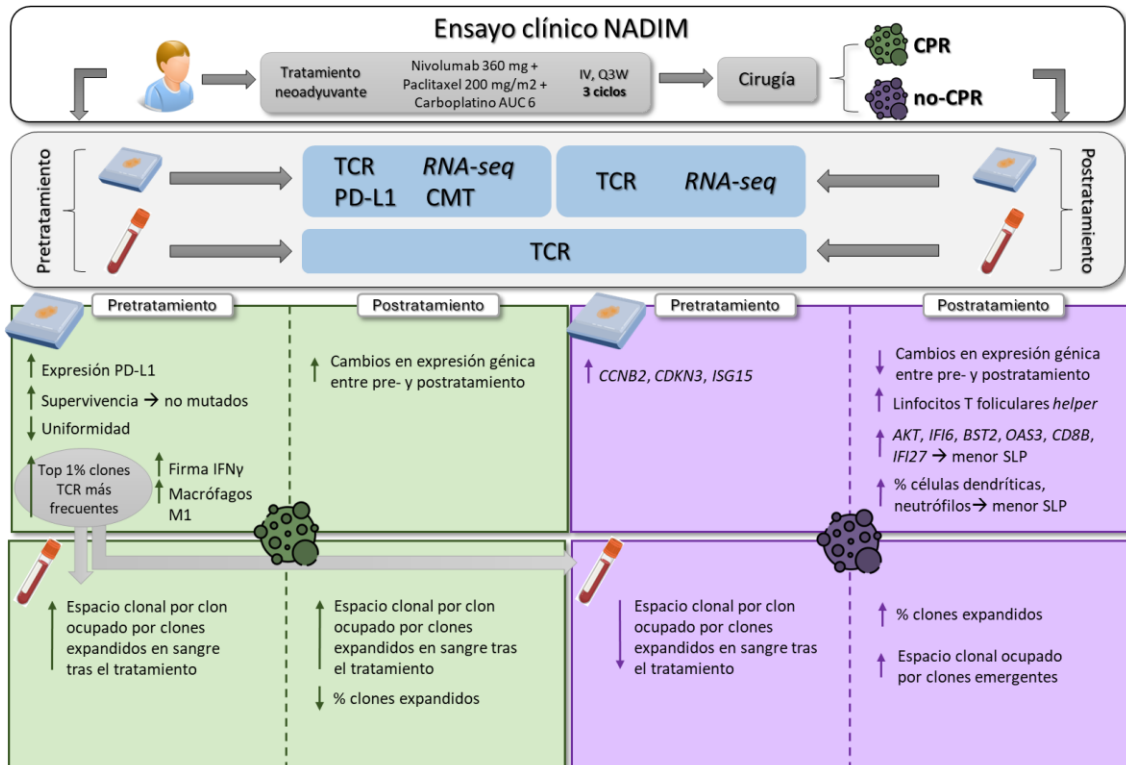 Ensayo clínico NADIM
Tratamiento
neoadyuvante
Nivolumab 360 mg +
Paclitaxel 200 mg/m2 +
Carboplatino AUC 6
IV, Q3W
3 ciclos
Cirugía
CPR
no-CPR
Pretratamiento
TCR RNA-seq
PD-L1 CMT
TCR RNA-seq
TCR
Postratamiento
Pretratamiento
Expresión PD-L1
Supervivencia → no mutados
Uniformidad
Top 1% clones
TCR más
frecuentes
Firma IFNγ
Macrófagos
M1
Postratamiento
Cambios en expresión génica
entre pre- y postratamiento
Pretratamiento
CCNB2, CDKN3, ISG15
Postratamiento
Cambios en expresión génica
entre pre- y postratamiento
Linfocitos T foliculares helper
AKT, IFI6, BST2, OAS3, CD8B,
IFI27 → menor SLP
% células dendríticas,
neutrófilos→ menor SLP
Espacio clonal por clon
ocupado por clones
expandidos en sangre
tras el tratamiento
Espacio clonal por clon
ocupado por clones
expandidos en sangre tras
el tratamiento
% clones expandidos
Espacio clonal por clon
ocupado por clones
expandidos en sangre tras
el tratamiento
% clones expandidos
Espacio clonal ocupado
por clones emergentes